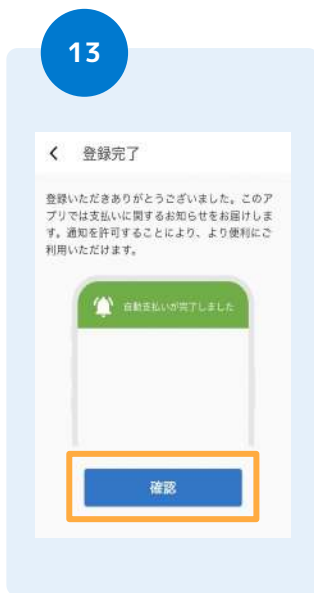 13
登録完了
登録いただきありがとうございました。このア
プリでは支払いに関するお知らせをお届けしま
す。通知を許可することにより、より便利にご
利用いただけます。
自動支払いが完了しました
確認